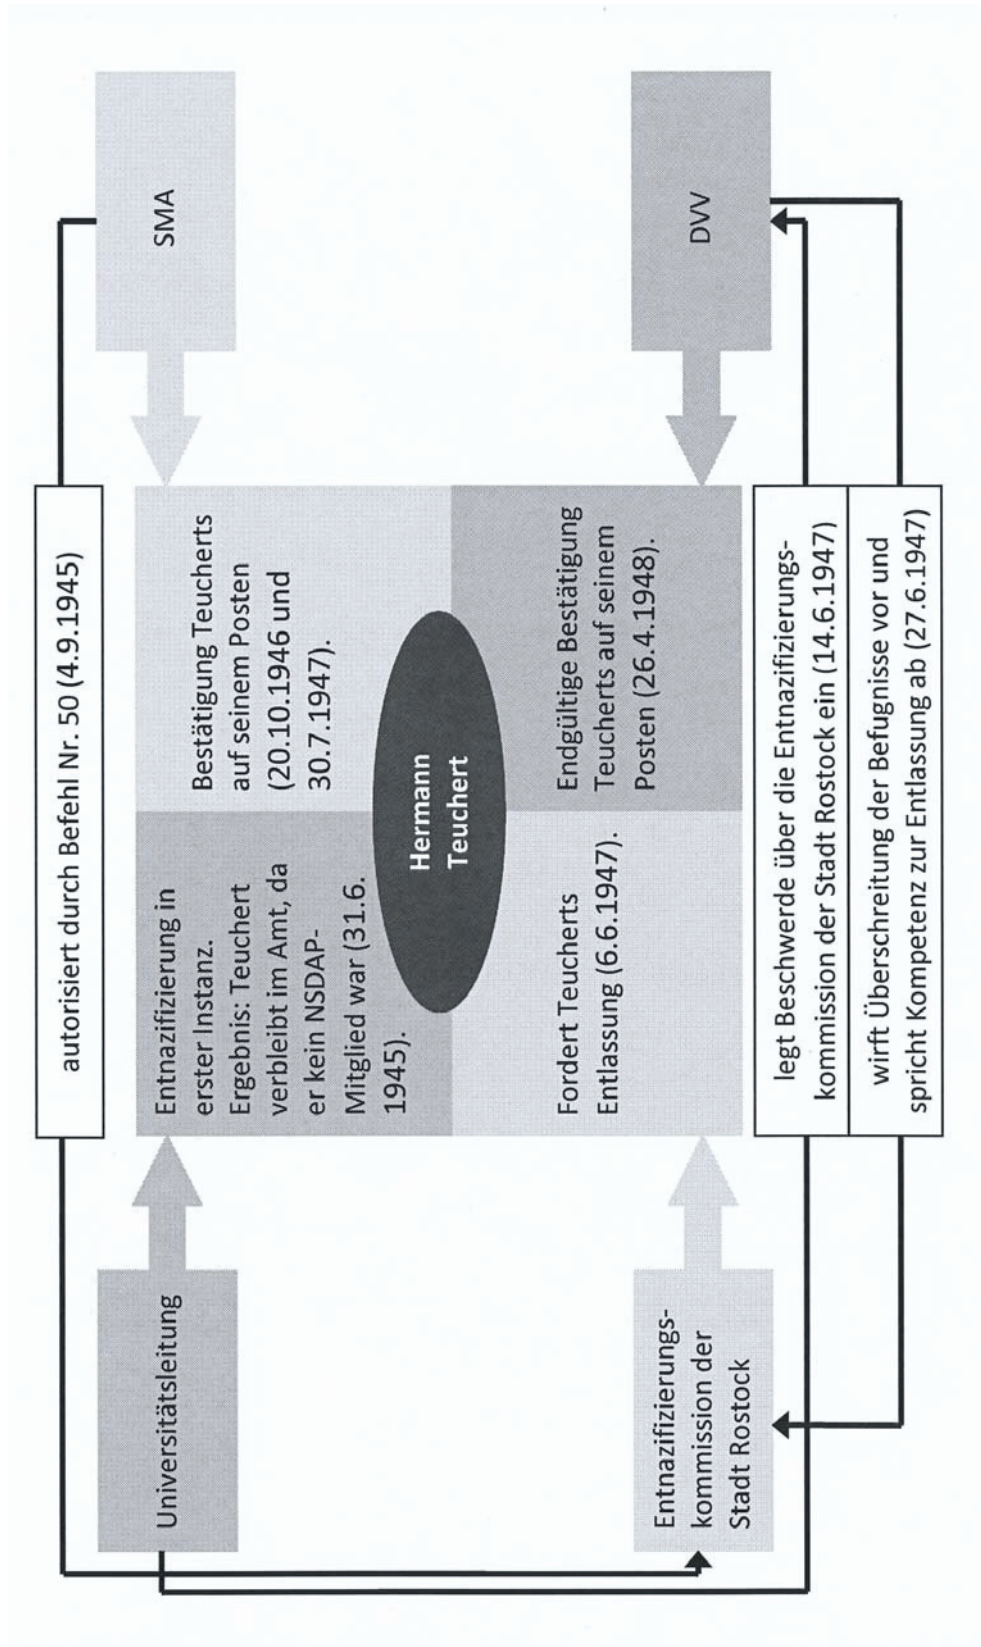 autorisiert durch Befehl Nr. 50 (4.9.1945)
Universitätsleitung
Entnazifizierung in
erster Instanz.
Ergebnis: Teuchert
verbleibt im Amt, da
er kein NSDAP-
Mitglied war (31.6.
1945).
Bestätigung Teucherts
auf seinem Posten
(20.10.1946 und
30.7.1947).
SMA
Hermann
Teuchert
Entnazifizierungs-
kommission der
Stadt Rostock
Fordert Teucherts
Entlassung (6.6.1947).
Endgültige Bestätigung
Teucherts auf seinem
Posten (26.4.1948).
DVV
legt Beschwerde über die Entnazifizierungs-
kommission der Stadt Rostock ein (14.6.1947)
wirft Überschreitung der Befugnisse vor und
spricht Kompetenz zur Entlassung ab (27.6.1947)